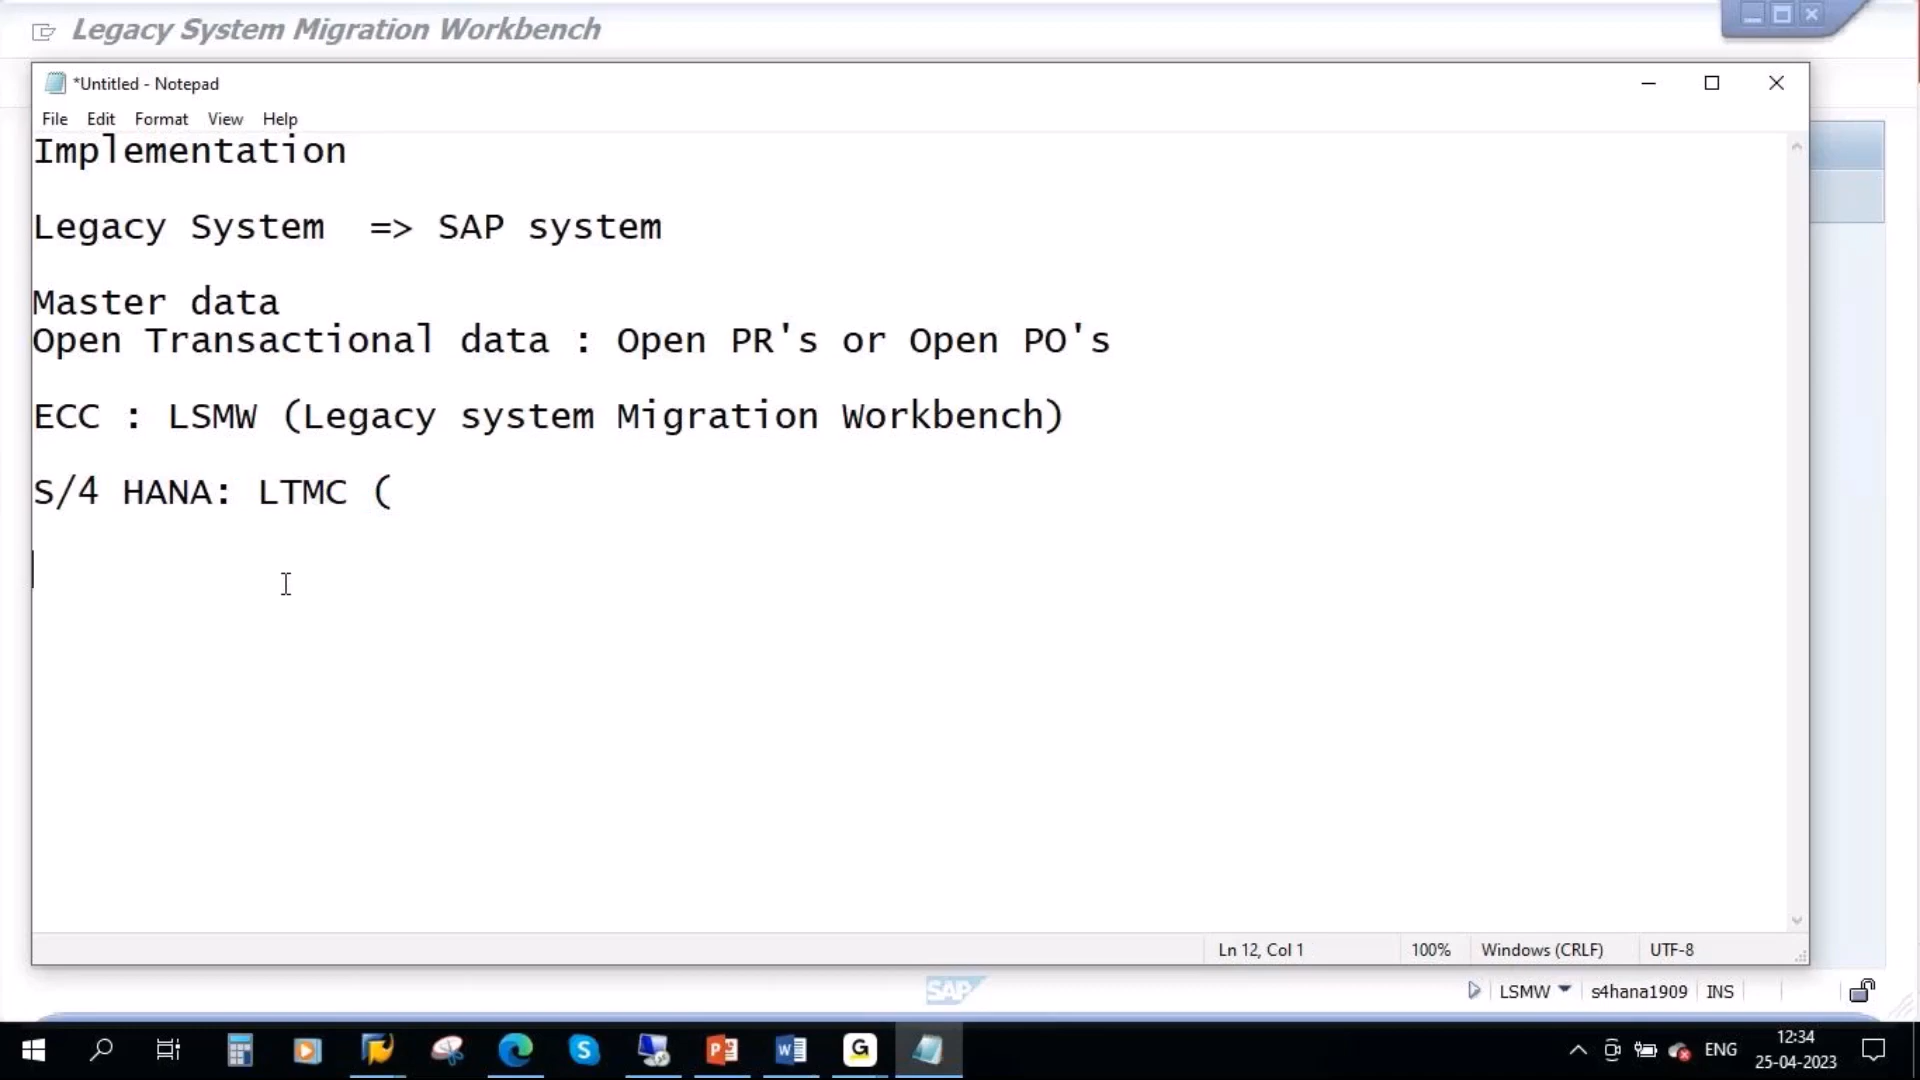 Legacy System Migration Workbench
*Untitled - Notepad
File Edit Format View Help
Implementation
Legacy System => SAP system
Master data
Open Transactional data : Open PR's or Open PO's
ECC : LSMW (Legacy system Migration Workbench)
S/4 HANA: LTMC (
Ln 12, Col 1 100% Windows (CRLF) UTF-8
SAP LSMW s4hana1909 INS
ENG 12:34
25-04-2023